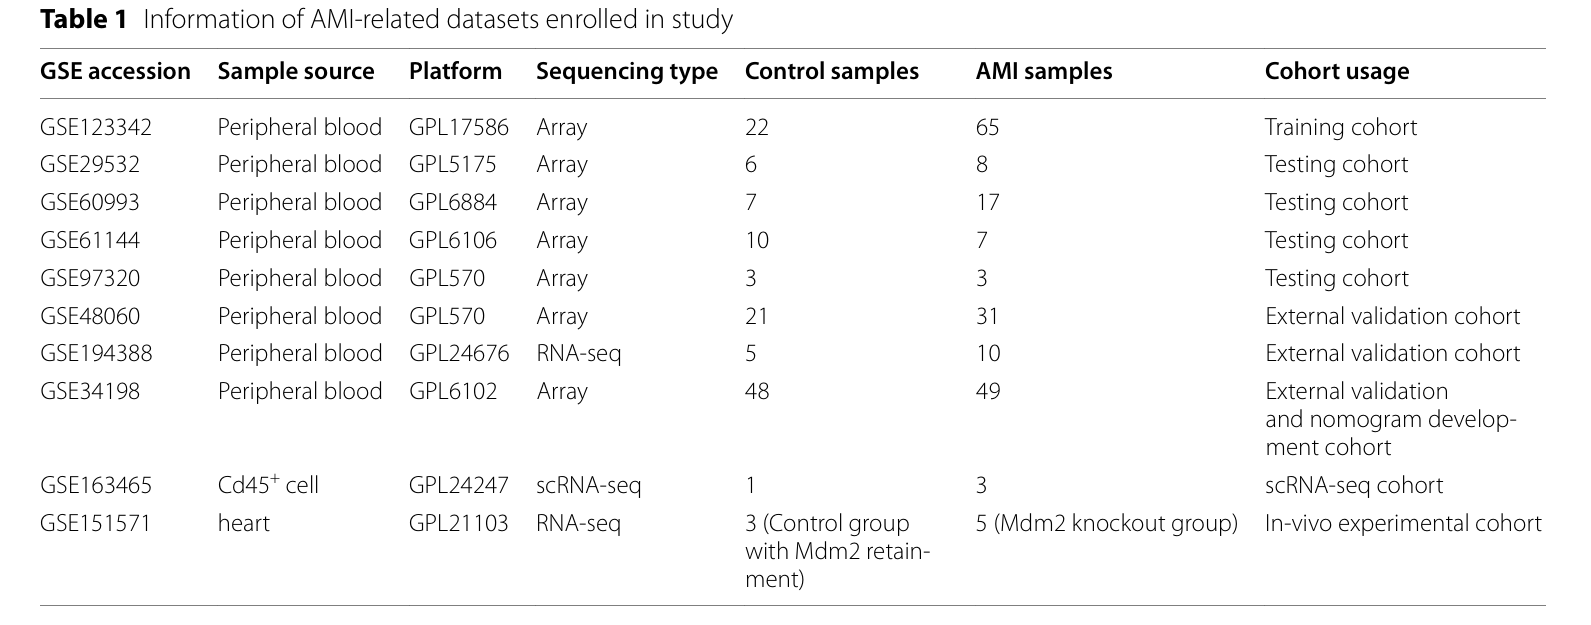 Table 1 Information of AMI-related datasets enrolled in study
GSE accession Sample source Platform Sequencing type Control samples AMI samples Cohort usage
GSE123342 Peripheral blood GPL17586 Array 22 65 Training cohort
GSE29532 Peripheral blood GPL5175 Array 6 8 Testing cohort
GSE60993 Peripheral blood GPL6884 Array 7 17 Testing cohort
GSE61144 Peripheral blood GPL6106 Array 10 7 Testing cohort
GSE97320 Peripheral blood GPL570 Array 3 3 Testing cohort
GSE48060 Peripheral blood GPL570 Array 21 31 External validation cohort
GSE194388 Peripheral blood GPL24676 RNA-seq 5 10 External validation cohort
GSE34198 Peripheral blood GPL6102 Array 48 49 External validation
and nomogram develop-
ment cohort
GSE163465 Cd45+ cell GPL24247 scRNA-seq 1 3 scRNA-seq cohort
GSE151571 heart GPL21103 RNA-seq 3 (Control group 5 (Mdm2 knockout group) In-vivo experimental cohort
with Mdm2 retain-
ment)